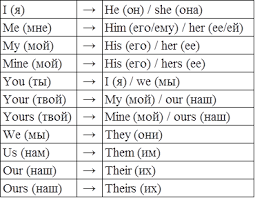 I (я) → He (он) / she (она)
Me (мне) → Him (его/ему) / her (ее/ей)
My (мой) → His (его) / her (ее)
Mine (мой) → His (его) / hers (ее)
You (ты) → I (я) / we (мы)
Your (твой) → My (мой) / our (наш)
Yours (твой) → Mine (мой) / ours (наш)
We (мы) → They (они)
Us (нам) → Them (им)
Our (наш) → Their (их)
Ours (наш) → Theirs (их)